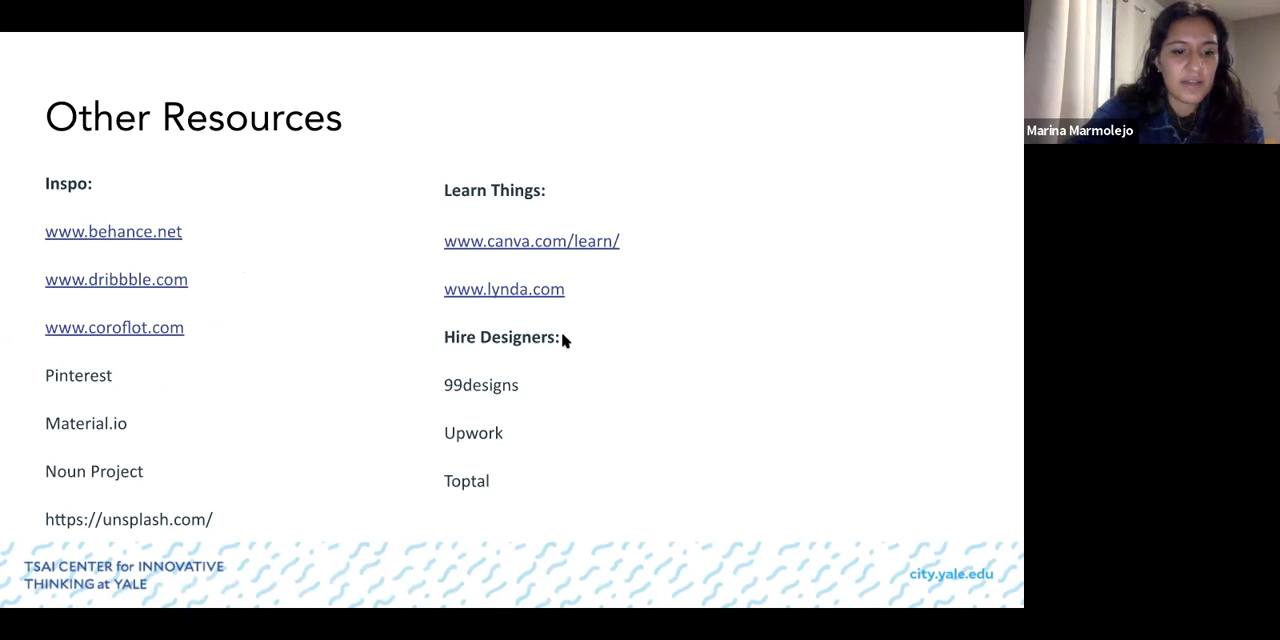 Other Resources
Inspo:
www.behance.net
www.dribbble.com
www.coroflot.com
Pinterest
Material.io
Noun Project
https://unsplash.com/
Learn Things:
www.canva.com/learn/
www.lynda.com
Hire Designers:
99designs
Upwork
Toptal
TSAI CENTER for INNOVATIVE
THINKING at YALE
city.yale.edu
Marina Marmolejo